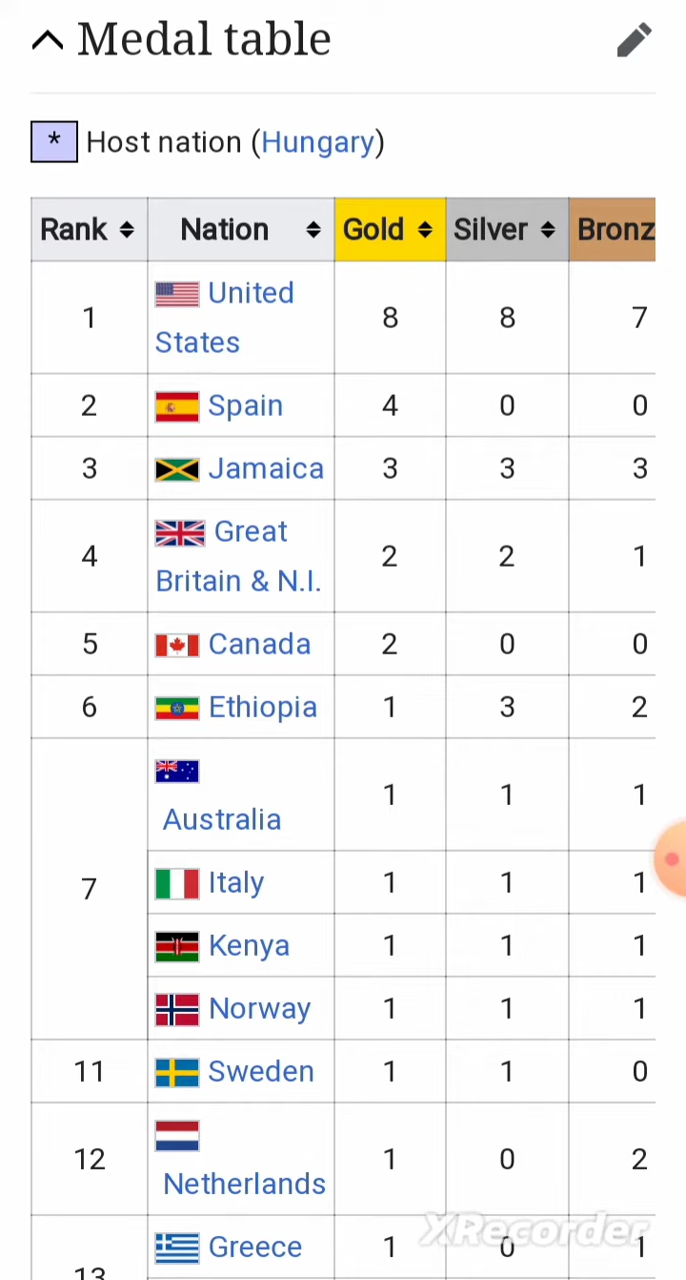 Medal table
* Host nation (Hungary)
Rank Nation Gold Silver Bronz
1 United States 8 8 7
2 Spain 4 0 0
3 Jamaica 3 3 3
4 Great Britain & N.I. 2 2 1
5 Canada 2 0 0
6 Ethiopia 1 3 2
7 Australia 1 1 1
Italy 1 1 1
Kenya 1 1 1
Norway 1 1 1
11 Sweden 1 1 0
12 Netherlands 1 0 2
13 Greece 1 0 1
XRecorder